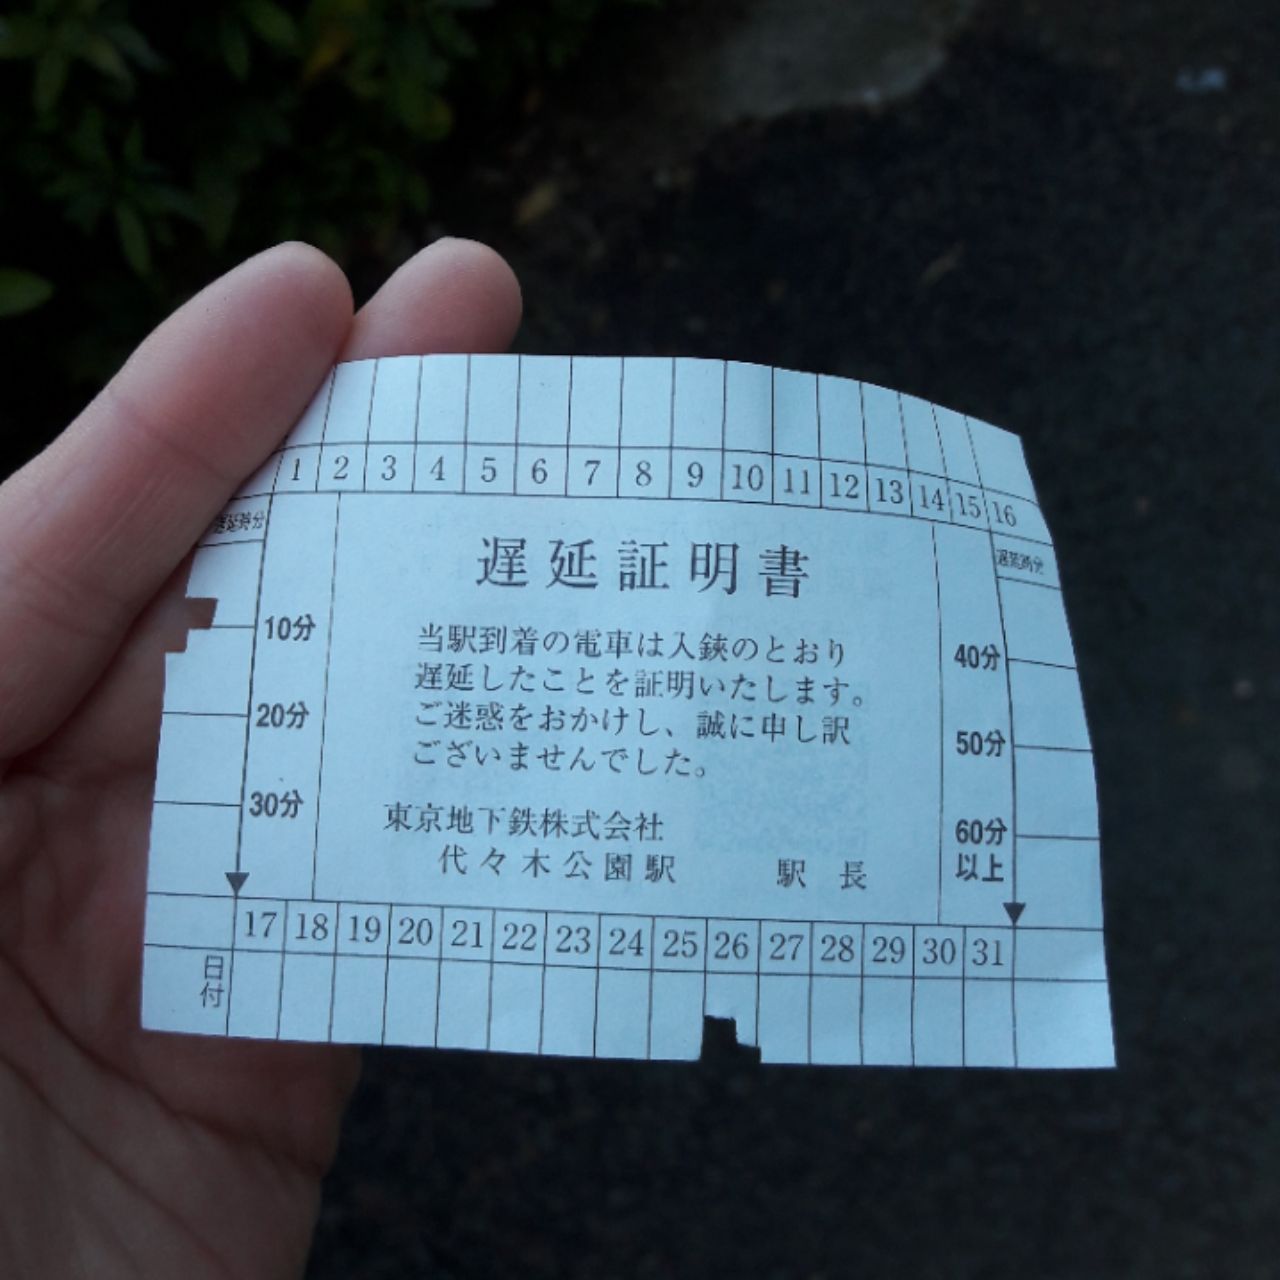 1 2 3 4 5 6 7 8 9 10 11 12 13 14 15 16
遅延時分
遅延時分
遅延証明書
当駅到着の電車は入鋏のとおり
遅延したことを証明いたします。
ご迷惑をおかけし、誠に申し訳
ございませんでした。
東京地下鉄株式会社
代々木公園駅 駅長
10分
20分
30分
40分
50分
60分
以上
17 18 19 20 21 22 23 24 25 26 27 28 29 30 31
日付